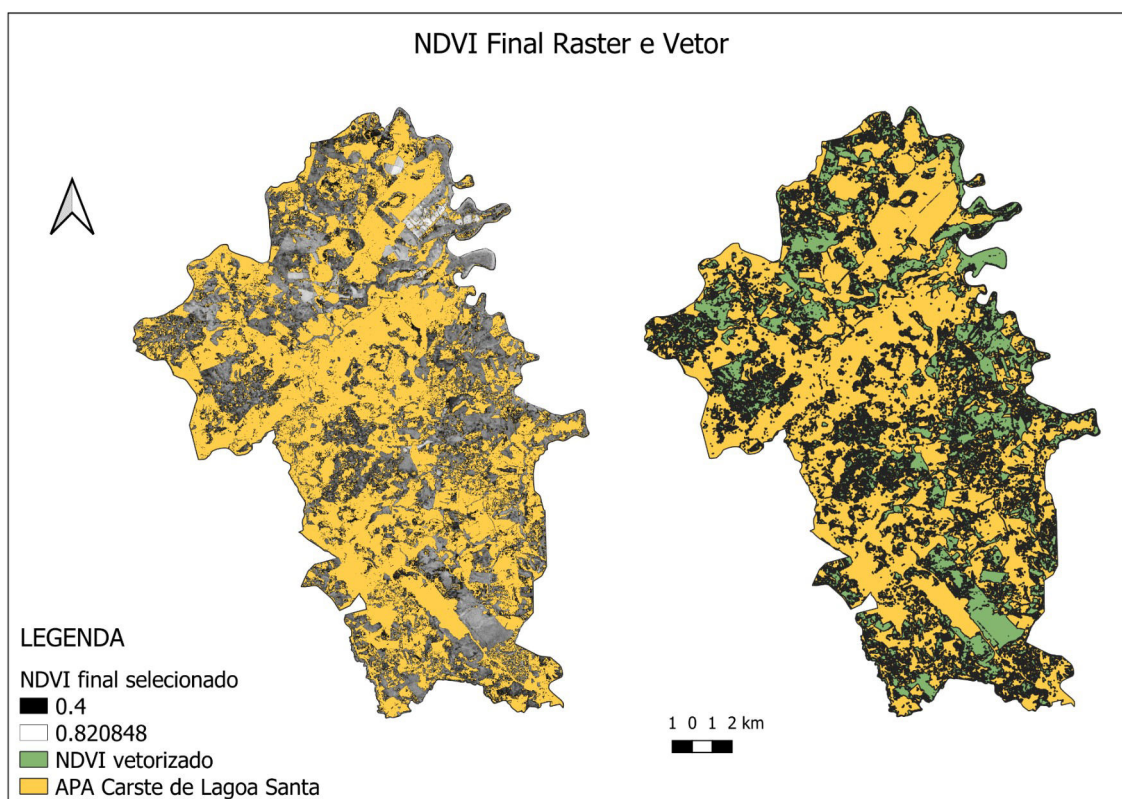 NDVI Final Raster e Vetor
LEGENDA
NDVI final selecionado
0.4
0.820848
NDVI vetorizado
APA Carste de Lagoa Santa
1 0 1 2 km